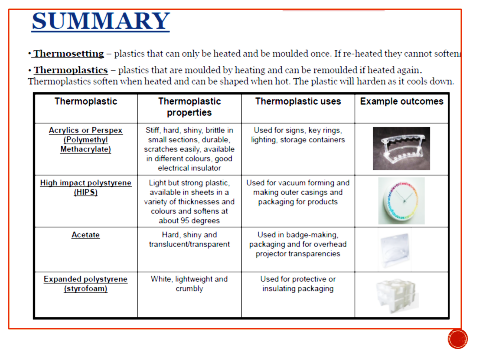 SUMMARY
• Thermosetting – plastics that can only be heated and be moulded once. If re-heated they cannot soften
• Thermoplastics – plastics that are moulded by heating and can be remoulded if heated again.
Thermoplastics soften when heated and can be shaped when hot. The plastic will harden as it cools down.
Thermoplastic
Thermoplastic
properties
Thermoplastic uses
Example outcomes
Acrylics or Perspex
(Polymethyl
Methacrylate)
Stiff, hard, shiny, brittle in
small sections, durable,
scratches easily, available
in different colours, good
electrical insulator
Used for signs, key rings,
lighting, storage containers
High impact polystyrene
(HIPS)
Light but strong plastic,
available in sheets in a
variety of thicknesses and
colours and softens at
about 95 degrees
Used for vacuum forming and
making outer casings and
packaging for products
Acetate
Hard, shiny and
translucent/transparent
Used in badge-making,
packaging and for overhead
projector transparencies
Expanded polystyrene
(styrofoam)
White, lightweight and
crumbly
Used for protective or
insulating packaging